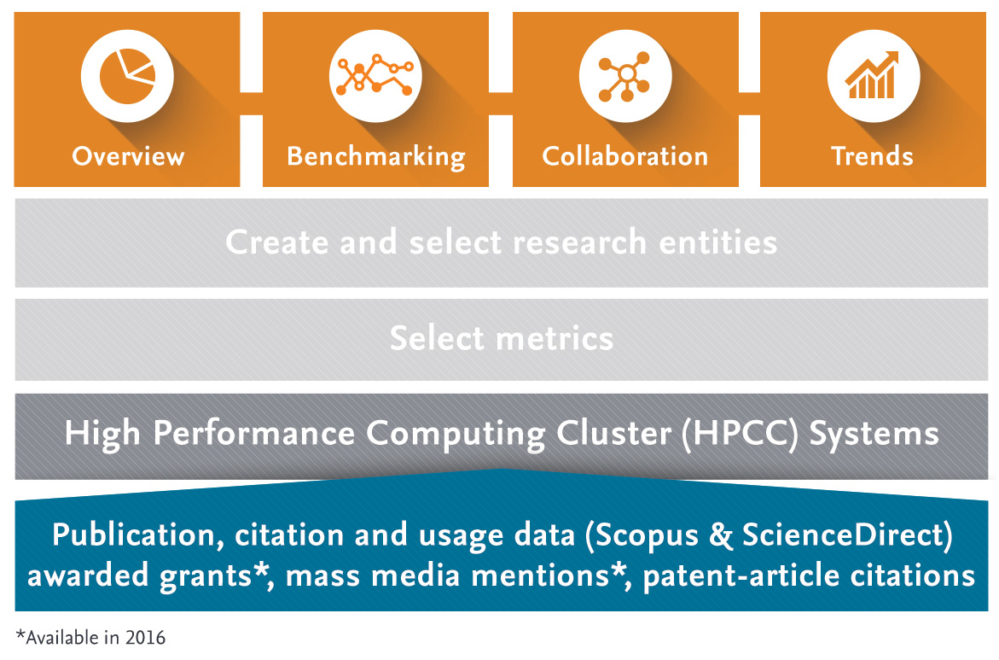 Overview
Benchmarking
Collaboration
Trends
Create and select research entities
Select metrics
High Performance Computing Cluster (HPCC) Systems
Publication, citation and usage data (Scopus & ScienceDirect)
awarded grants*, mass media mentions*, patent-article citations
*Available in 2016